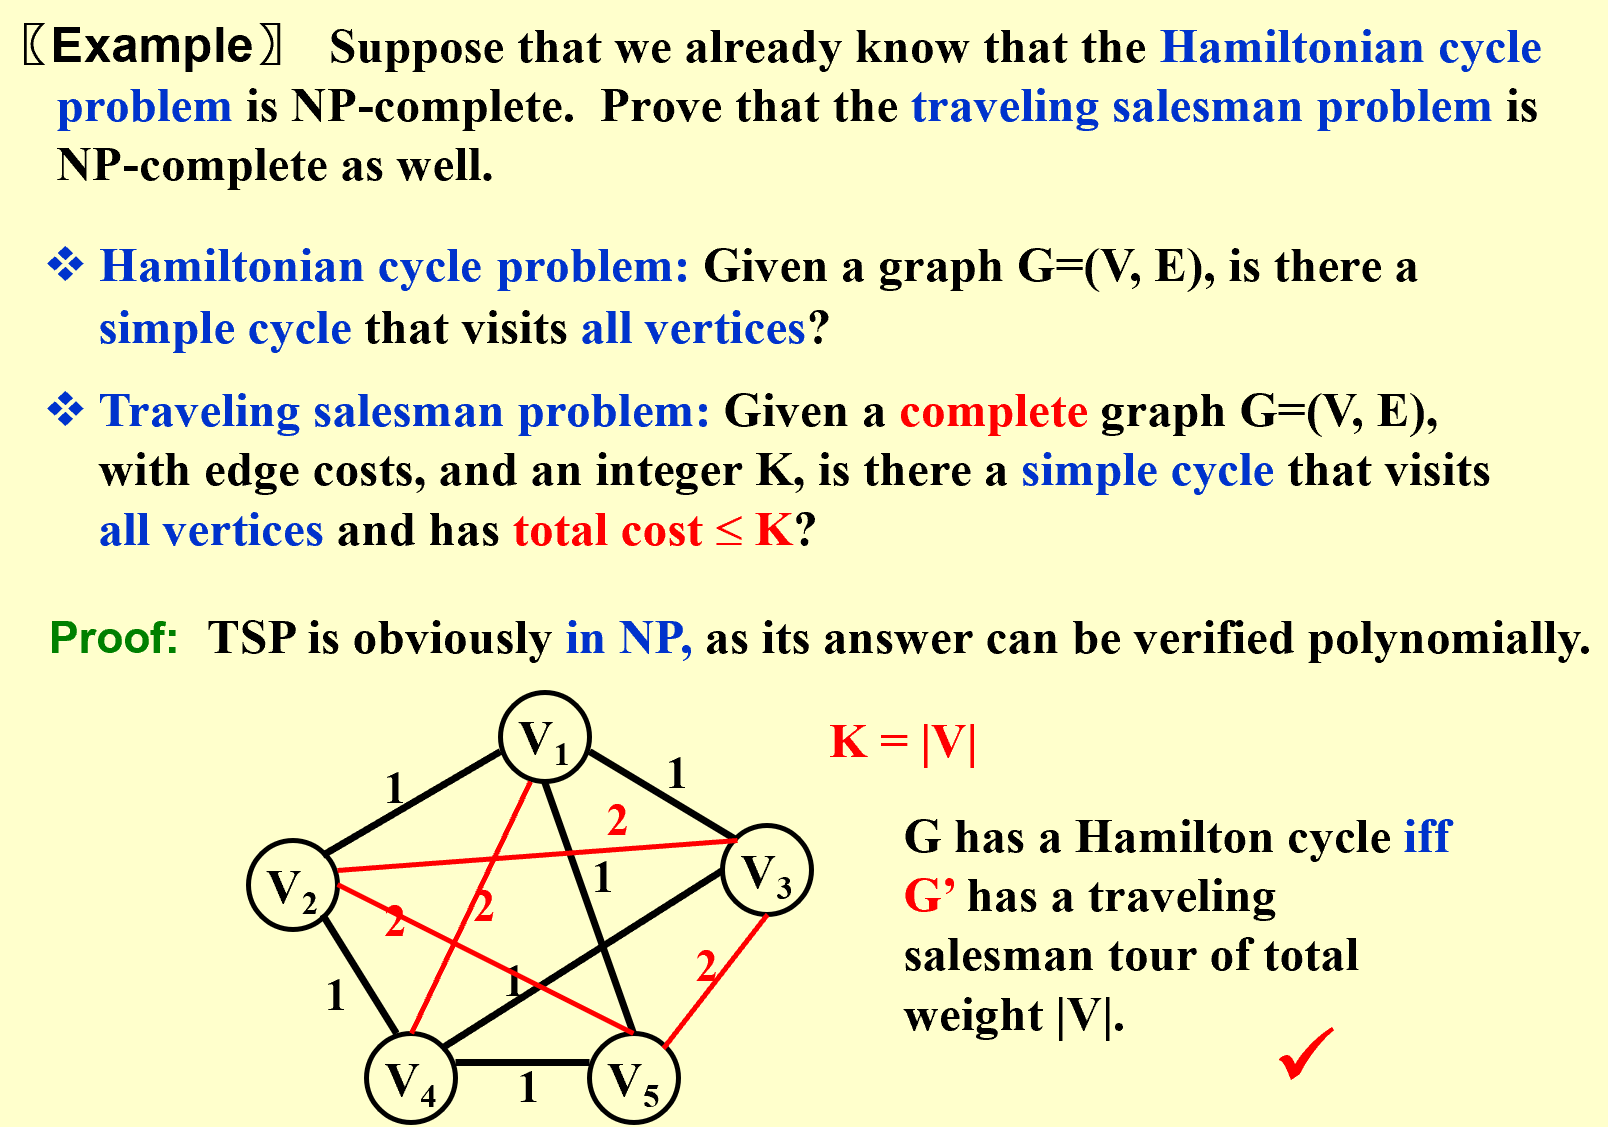 〖Example〗 Suppose that we already know that the Hamiltonian cycle
problem is NP-complete. Prove that the traveling salesman problem is
NP-complete as well.
❖ Hamiltonian cycle problem: Given a graph G=(V, E), is there a
simple cycle that visits all vertices?
❖ Traveling salesman problem: Given a complete graph G=(V, E),
with edge costs, and an integer K, is there a simple cycle that visits
all vertices and has total cost ≤ K?
Proof: TSP is obviously in NP, as its answer can be verified polynomially.
V1
K = |V|
1
1
2
G has a Hamilton cycle iff
V2
1
V3
G’ has a traveling
2
2
salesman tour of total
1
1
2
weight |V|.
✓
V4
1
V5